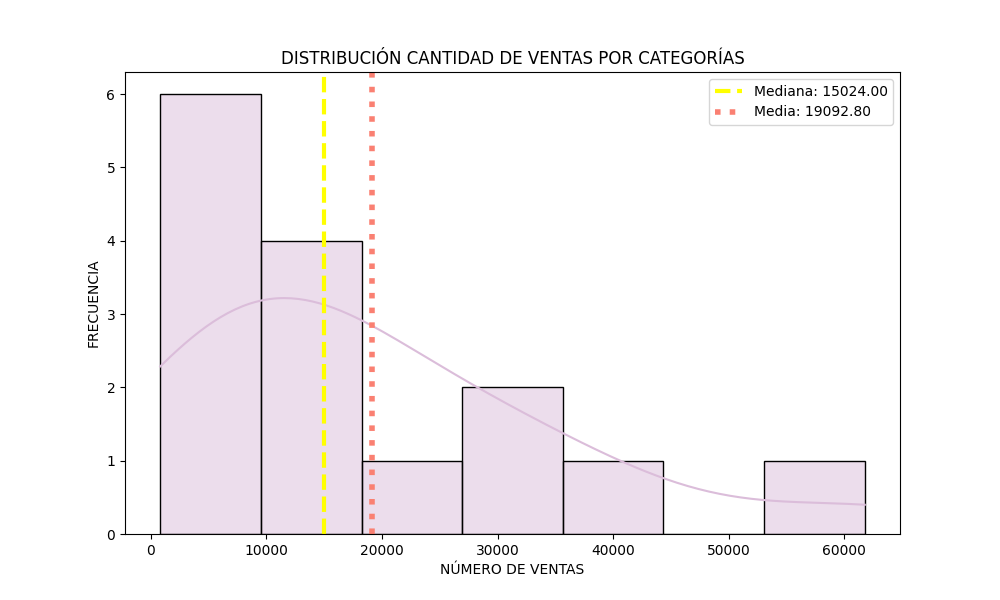 DISTRIBUCIÓN CANTIDAD DE VENTAS POR CATEGORÍAS
Mediana: 15024.00
Media: 19092.80
FRECUENCIA
6
5
4
3
2
1
0
0 10000 20000 30000 40000 50000 60000
NÚMERO DE VENTAS